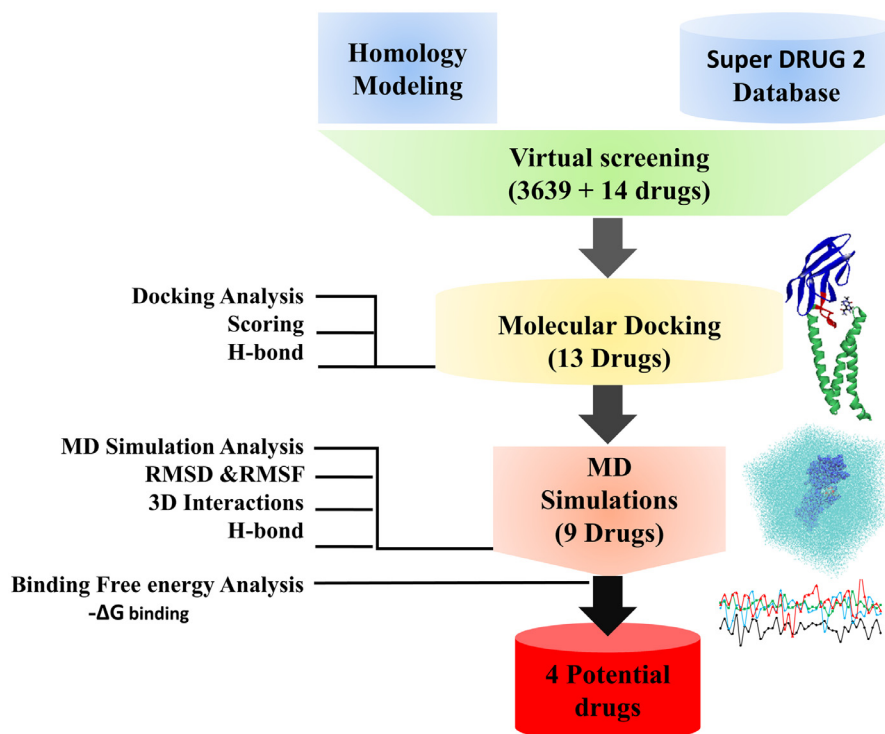 Homology
Modeling
Super DRUG 2
Database
Virtual screening
(3639 + 14 drugs)
Docking Analysis
Scoring
H-bond
Molecular Docking
(13 Drugs)
MD Simulation Analysis
RMSD &RMSF
3D Interactions
H-bond
MD
Simulations
(9 Drugs)
Binding Free energy Analysis
-ΔG binding
4 Potential
drugs